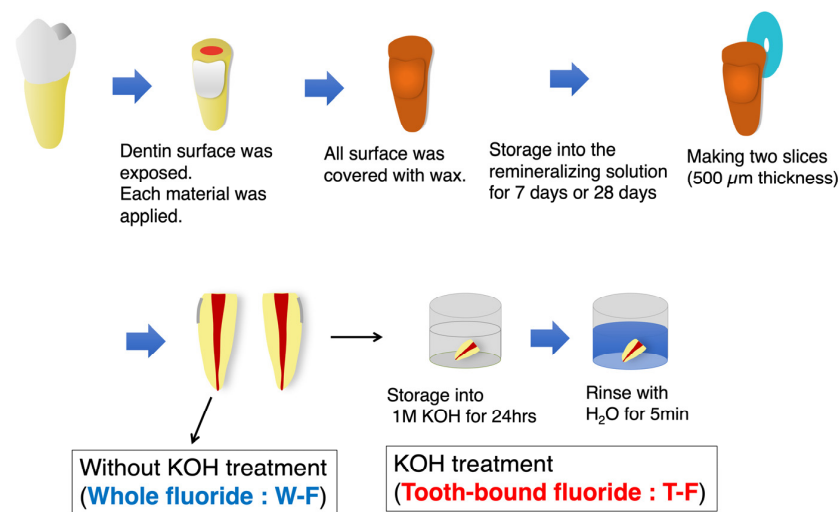 Dentin surface was
exposed.
Each material was
applied.
All surface was
covered with wax.
Storage into the
remineralizing solution
for 7 days or 28 days
Making two slices
(500 μm thickness)
Storage into
1M KOH for 24hrs
Rinse with
H₂O for 5min
Without KOH treatment
(Whole fluoride : W-F)
KOH treatment
(Tooth-bound fluoride : T-F)